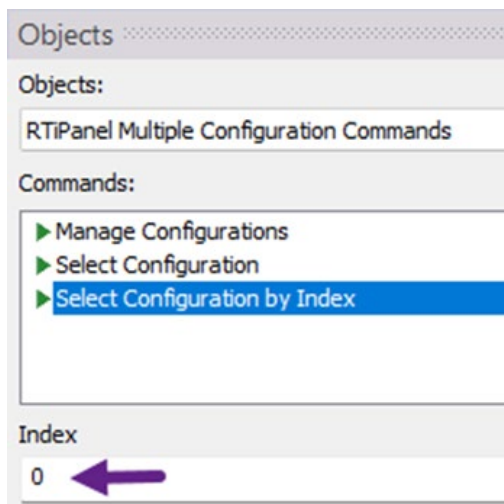 Objects
Objects:
RTiPanel Multiple Configuration Commands
Commands:
Manage Configurations
Select Configuration
Select Configuration by Index
Index
0